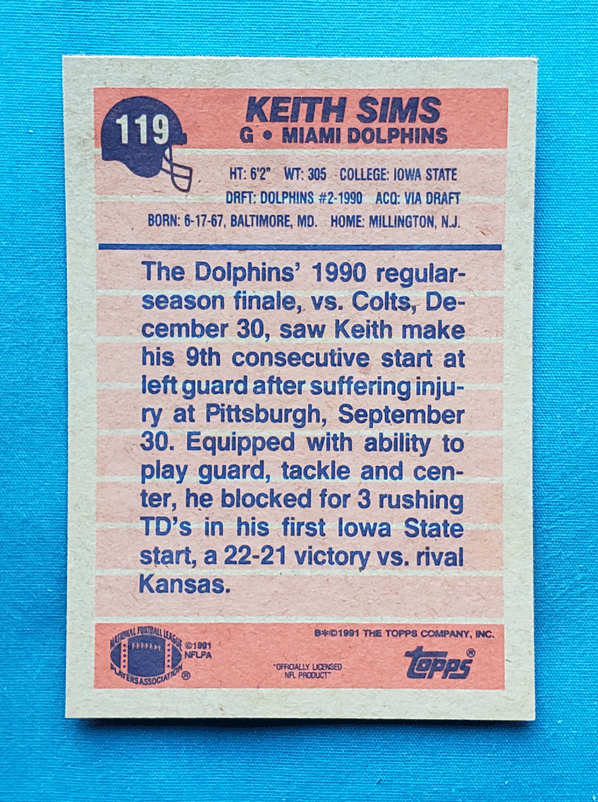 119
KEITH SIMS
G • MIAMI DOLPHINS
HT: 6'2" WT: 305 COLLEGE: IOWA STATE
DRFT: DOLPHINS #2-1990 ACQ: VIA DRAFT
BORN: 6-17-67, BALTIMORE, MD. HOME: MILLINGTON, N.J.
The Dolphins' 1990 regular-
season finale, vs. Colts, De-
cember 30, saw Keith make
his 9th consecutive start at
left guard after suffering inju-
ry at Pittsburgh, September
30. Equipped with ability to
play guard, tackle and cen-
ter, he blocked for 3 rushing
TD's in his first Iowa State
start, a 22-21 victory vs. rival
Kansas.
NATIONAL FOOTBALL LEAGUE
PLAYERS ASSOCIATION ®
©1991
NFLPA
"OFFICIALLY LICENSED
NFL PRODUCT"
B*©1991 THE TOPPS COMPANY, INC.
TOPPS®